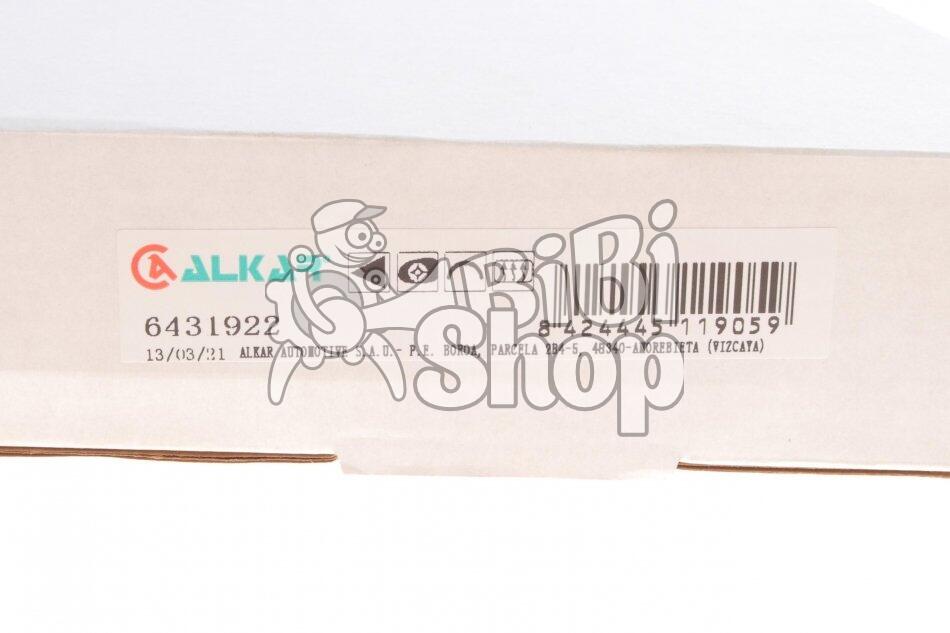 ALKAR
6431922
8 424445 119059
13/03/21 ALKAR AUTOMOTIVE S.A.U.- P.E. BOROA, PARCELA 2B4-5, 48340-AMOREBIETA (VIZCAYA)
BiBi
Shop